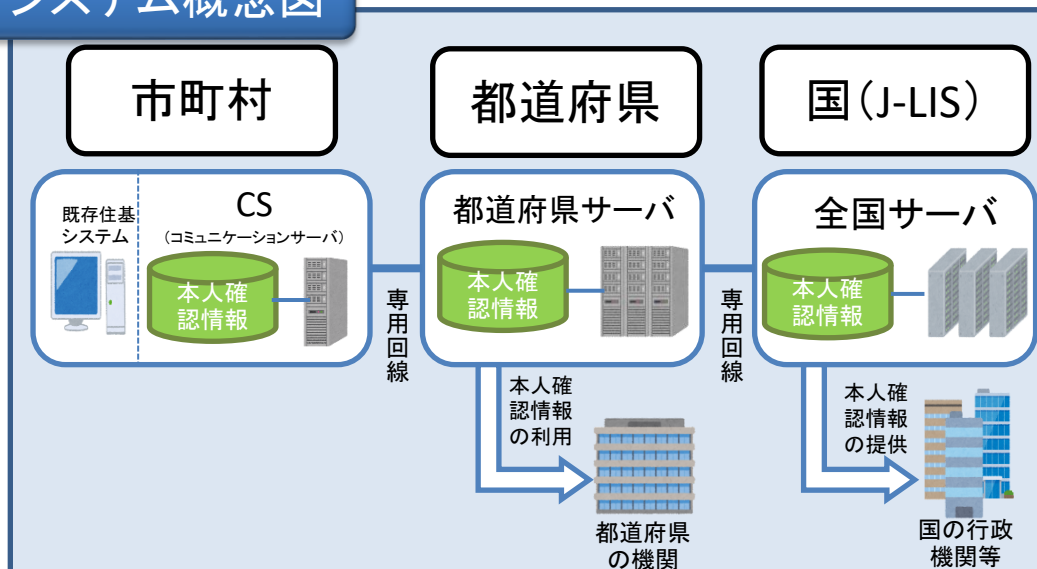 システム概念図
市町村
都道府県
国(J-LIS)
既存住基
システム
CS
(コミュニケーションサーバ)
本人確
認情報
専用回線
都道府県サーバ
本人確
認情報
専用回線
全国サーバ
本人確
認情報
本人確
認情報
の利用
都道府県
の機関
本人確
認情報
の提供
国の行政
機関等